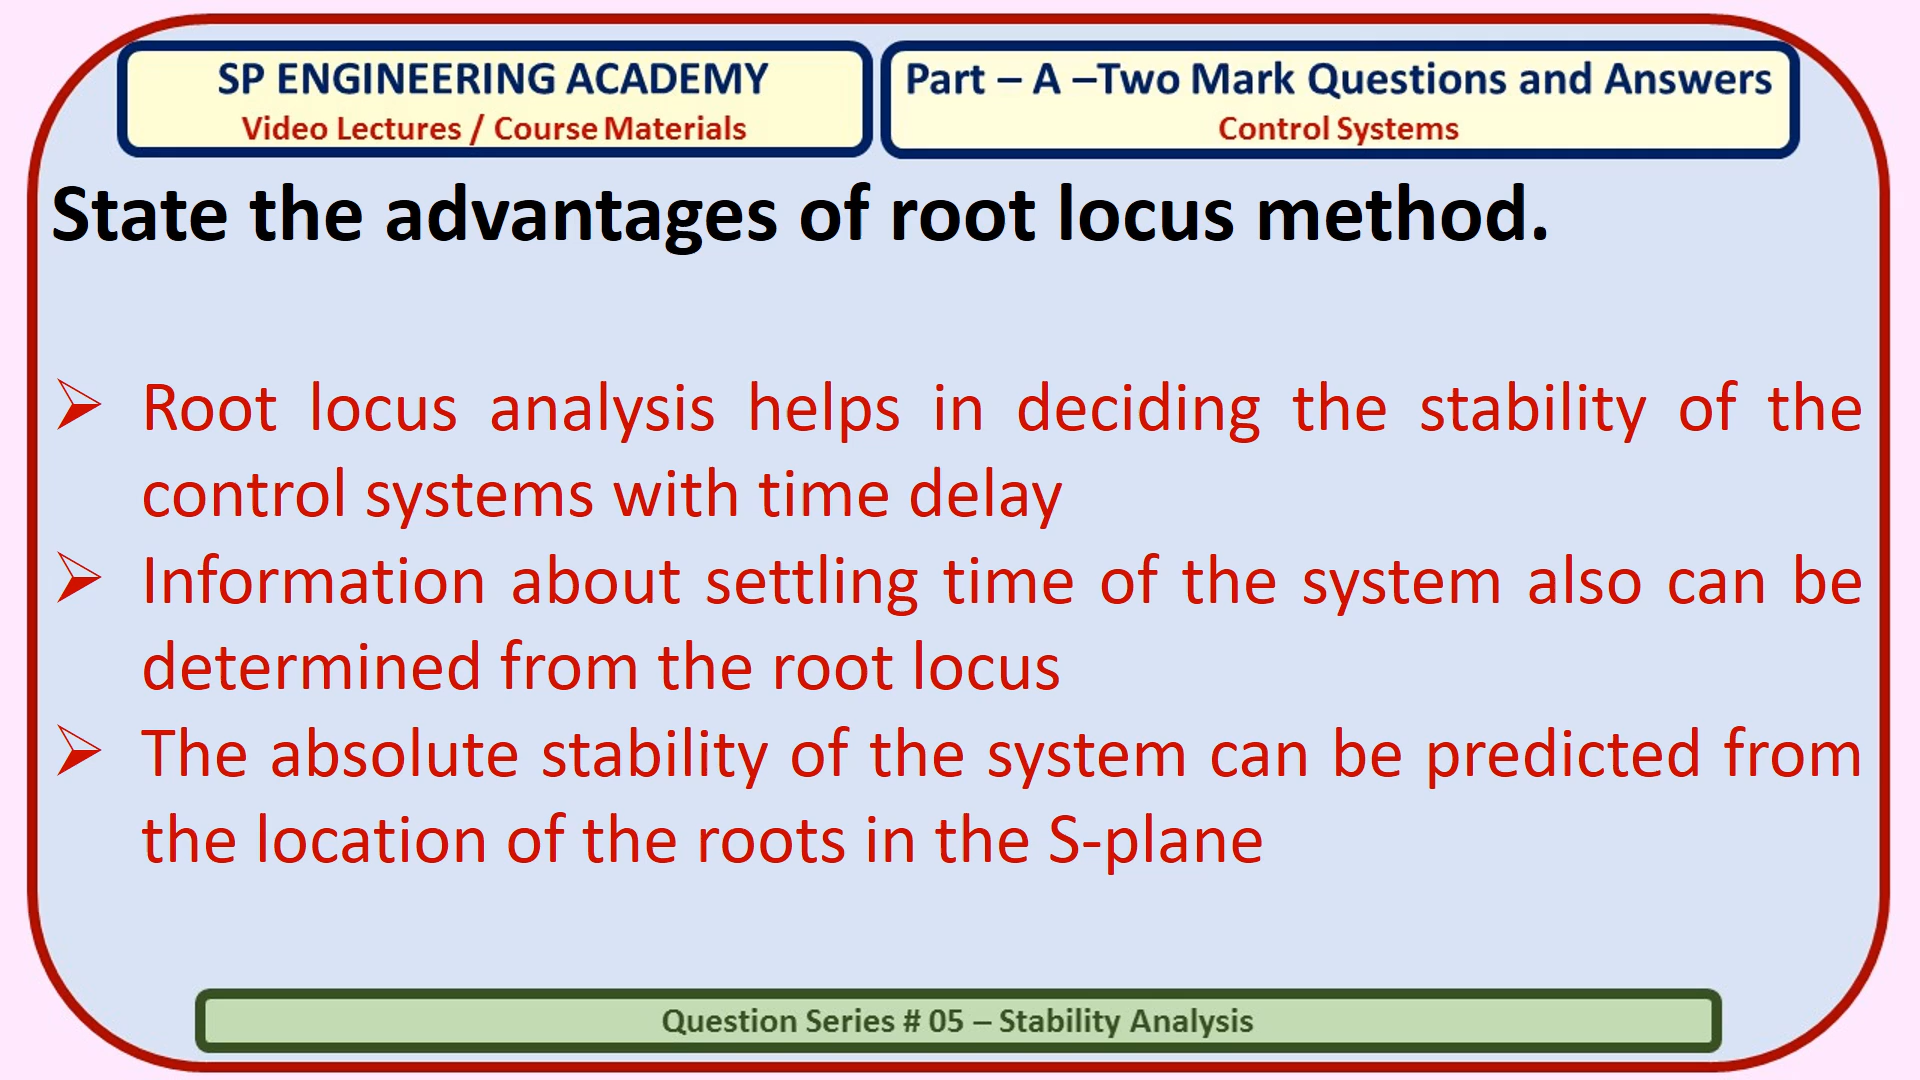 SP ENGINEERING ACADEMY
Video Lectures / Course Materials
Part – A –Two Mark Questions and Answers
Control Systems
State the advantages of root locus method.
➢ Root locus analysis helps in deciding the stability of the
control systems with time delay
➢ Information about settling time of the system also can be
determined from the root locus
➢ The absolute stability of the system can be predicted from
the location of the roots in the S-plane
Question Series # 05 – Stability Analysis